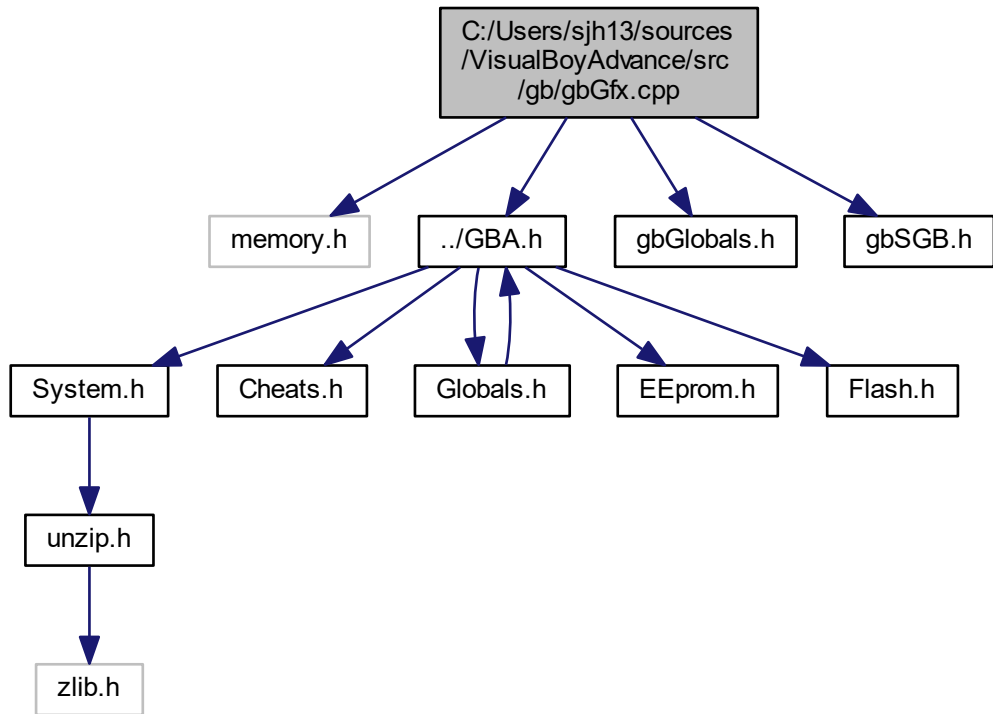 C:/Users/sjh13/sources
/VisualBoyAdvance/src
/gb/gbGfx.cpp
memory.h
../GBA.h
gbGlobals.h
gbSGB.h
System.h
Cheats.h
Globals.h
EEprom.h
Flash.h
unzip.h
zlib.h